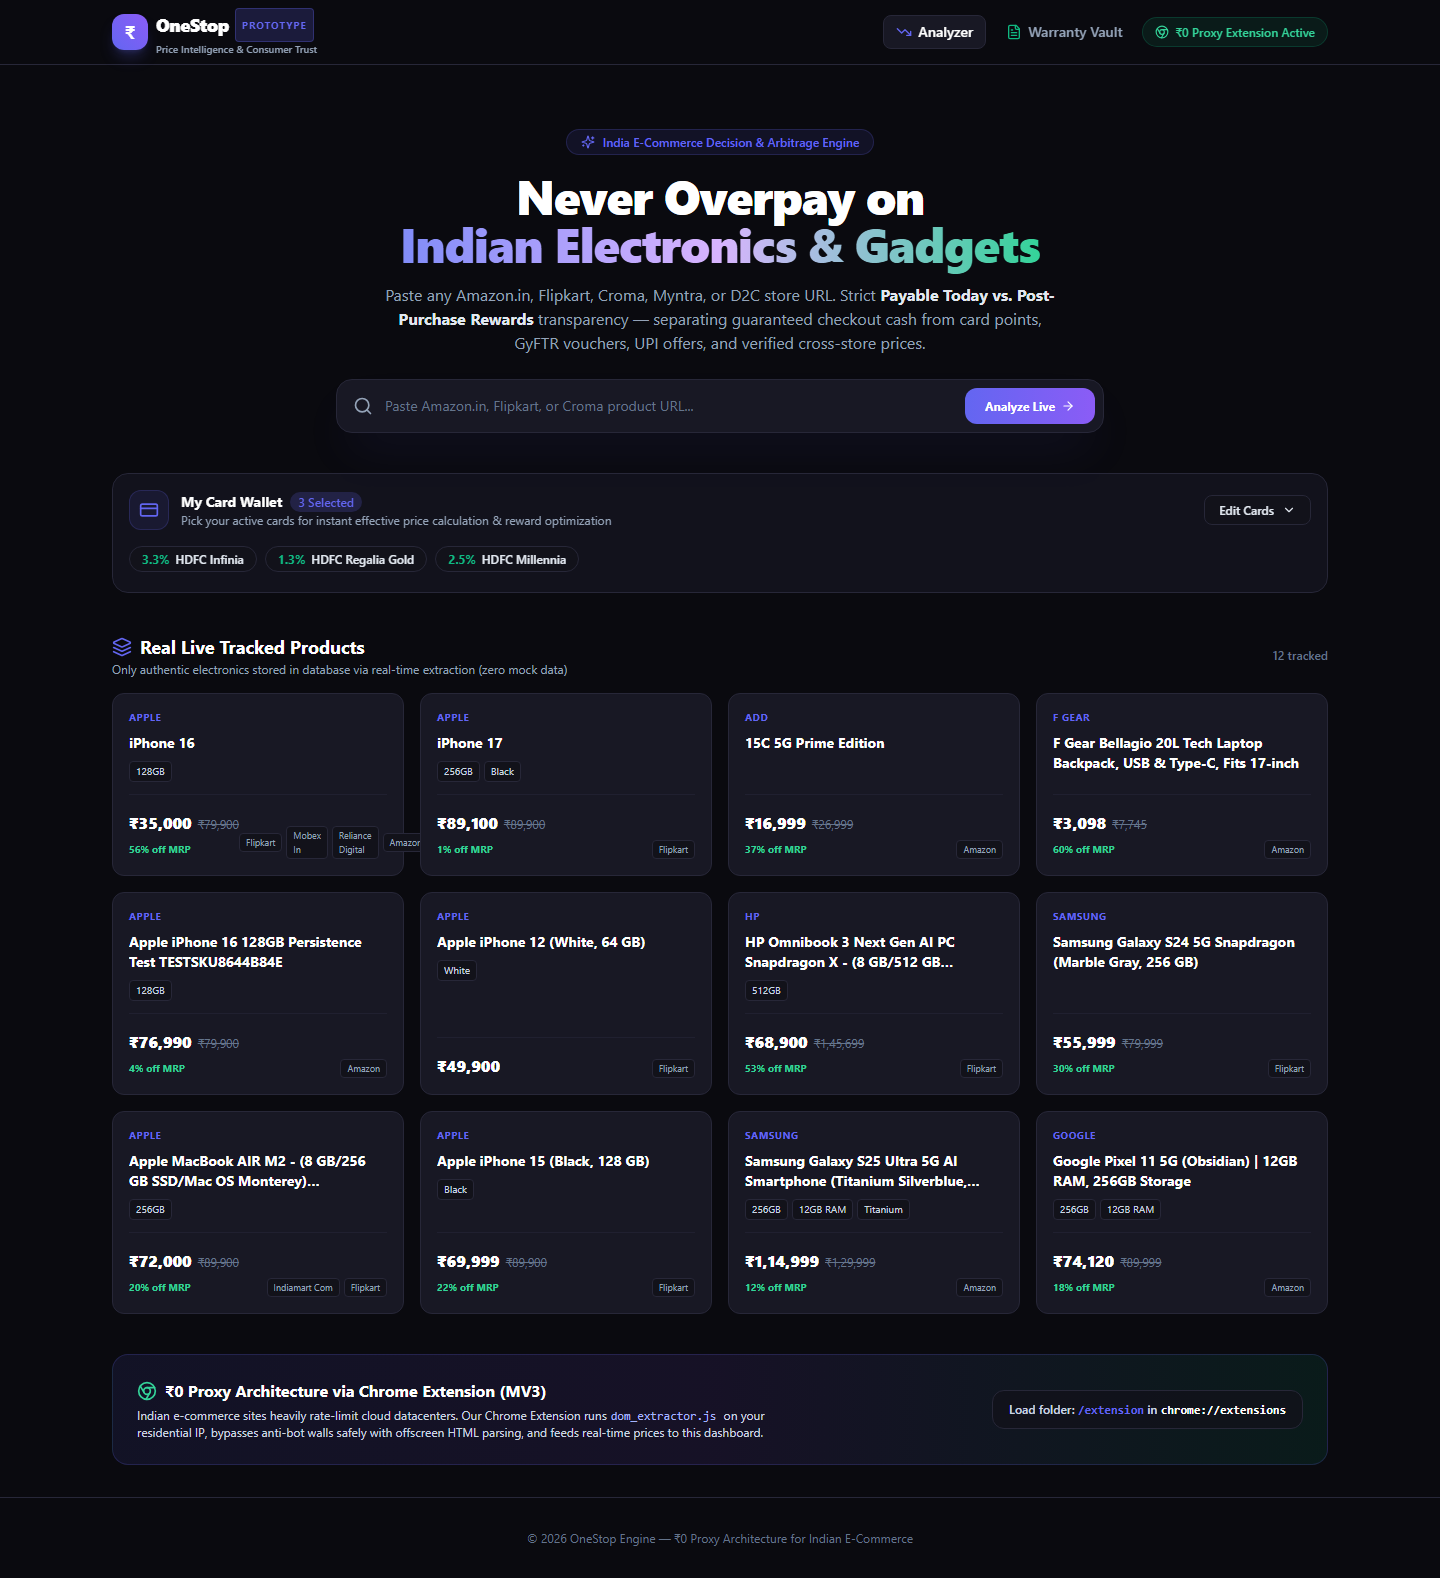 ₹ OneStop PROTOTYPE
Price Intelligence & Consumer Trust
Analyzer
Warranty Vault
₹0 Proxy Extension Active
India E-Commerce Decision & Arbitrage Engine
Never Overpay on
Indian Electronics & Gadgets
Paste any Amazon.in, Flipkart, Croma, Myntra, or D2C store URL. Strict Payable Today vs. Post-
Purchase Rewards transparency — separating guaranteed checkout cash from card points,
GyFTR vouchers, UPI offers, and verified cross-store prices.
Paste Amazon.in, Flipkart, or Croma product URL...
Analyze Live
My Card Wallet 3 Selected
Pick your active cards for instant effective price calculation & reward optimization
Edit Cards
3.3% HDFC Infinia
1.3% HDFC Regalia Gold
2.5% HDFC Millennia
Real Live Tracked Products
Only authentic electronics stored in database via real-time extraction (zero mock data)
12 tracked
APPLE
iPhone 16
128GB
₹35,000 ₹79,900
56% off MRP
Flipkart
Mobex
In
Reliance
Digital
Amazon
APPLE
iPhone 17
256GB
Black
₹89,100 ₹89,900
1% off MRP
Flipkart
ADD
15C 5G Prime Edition
₹16,999 ₹26,999
37% off MRP
Amazon
F GEAR
F Gear Bellagio 20L Tech Laptop
Backpack, USB & Type-C, Fits 17-inch
₹3,098 ₹7,745
60% off MRP
Amazon
APPLE
Apple iPhone 16 128GB Persistence
Test TESTSKU8644B84E
128GB
₹76,990 ₹79,900
4% off MRP
Amazon
APPLE
Apple iPhone 12 (White, 64 GB)
White
₹49,900
Flipkart
HP
HP Omnibook 3 Next Gen AI PC
Snapdragon X - (8 GB/512 GB...
512GB
₹68,900 ₹1,45,699
53% off MRP
Flipkart
SAMSUNG
Samsung Galaxy S24 5G Snapdragon
(Marble Gray, 256 GB)
₹55,999 ₹79,999
30% off MRP
Flipkart
APPLE
Apple MacBook AIR M2 - (8 GB/256
GB SSD/Mac OS Monterey)...
256GB
₹72,000 ₹89,900
20% off MRP
Indiamart Com
Flipkart
APPLE
Apple iPhone 15 (Black, 128 GB)
Black
₹69,999 ₹89,900
22% off MRP
Flipkart
SAMSUNG
Samsung Galaxy S25 Ultra 5G AI
Smartphone (Titanium Silverblue,...
256GB
12GB RAM
Titanium
₹1,14,999 ₹1,29,999
12% off MRP
Amazon
GOOGLE
Google Pixel 11 5G (Obsidian) | 12GB
RAM, 256GB Storage
256GB
12GB RAM
₹74,120 ₹89,999
18% off MRP
Amazon
₹0 Proxy Architecture via Chrome Extension (MV3)
Indian e-commerce sites heavily rate-limit cloud datacenters. Our Chrome Extension runs dom_extractor.js on your
residential IP, bypasses anti-bot walls safely with offscreen HTML parsing, and feeds real-time prices to this dashboard.
Load folder: /extension in chrome://extensions
© 2026 OneStop Engine — ₹0 Proxy Architecture for Indian E-Commerce